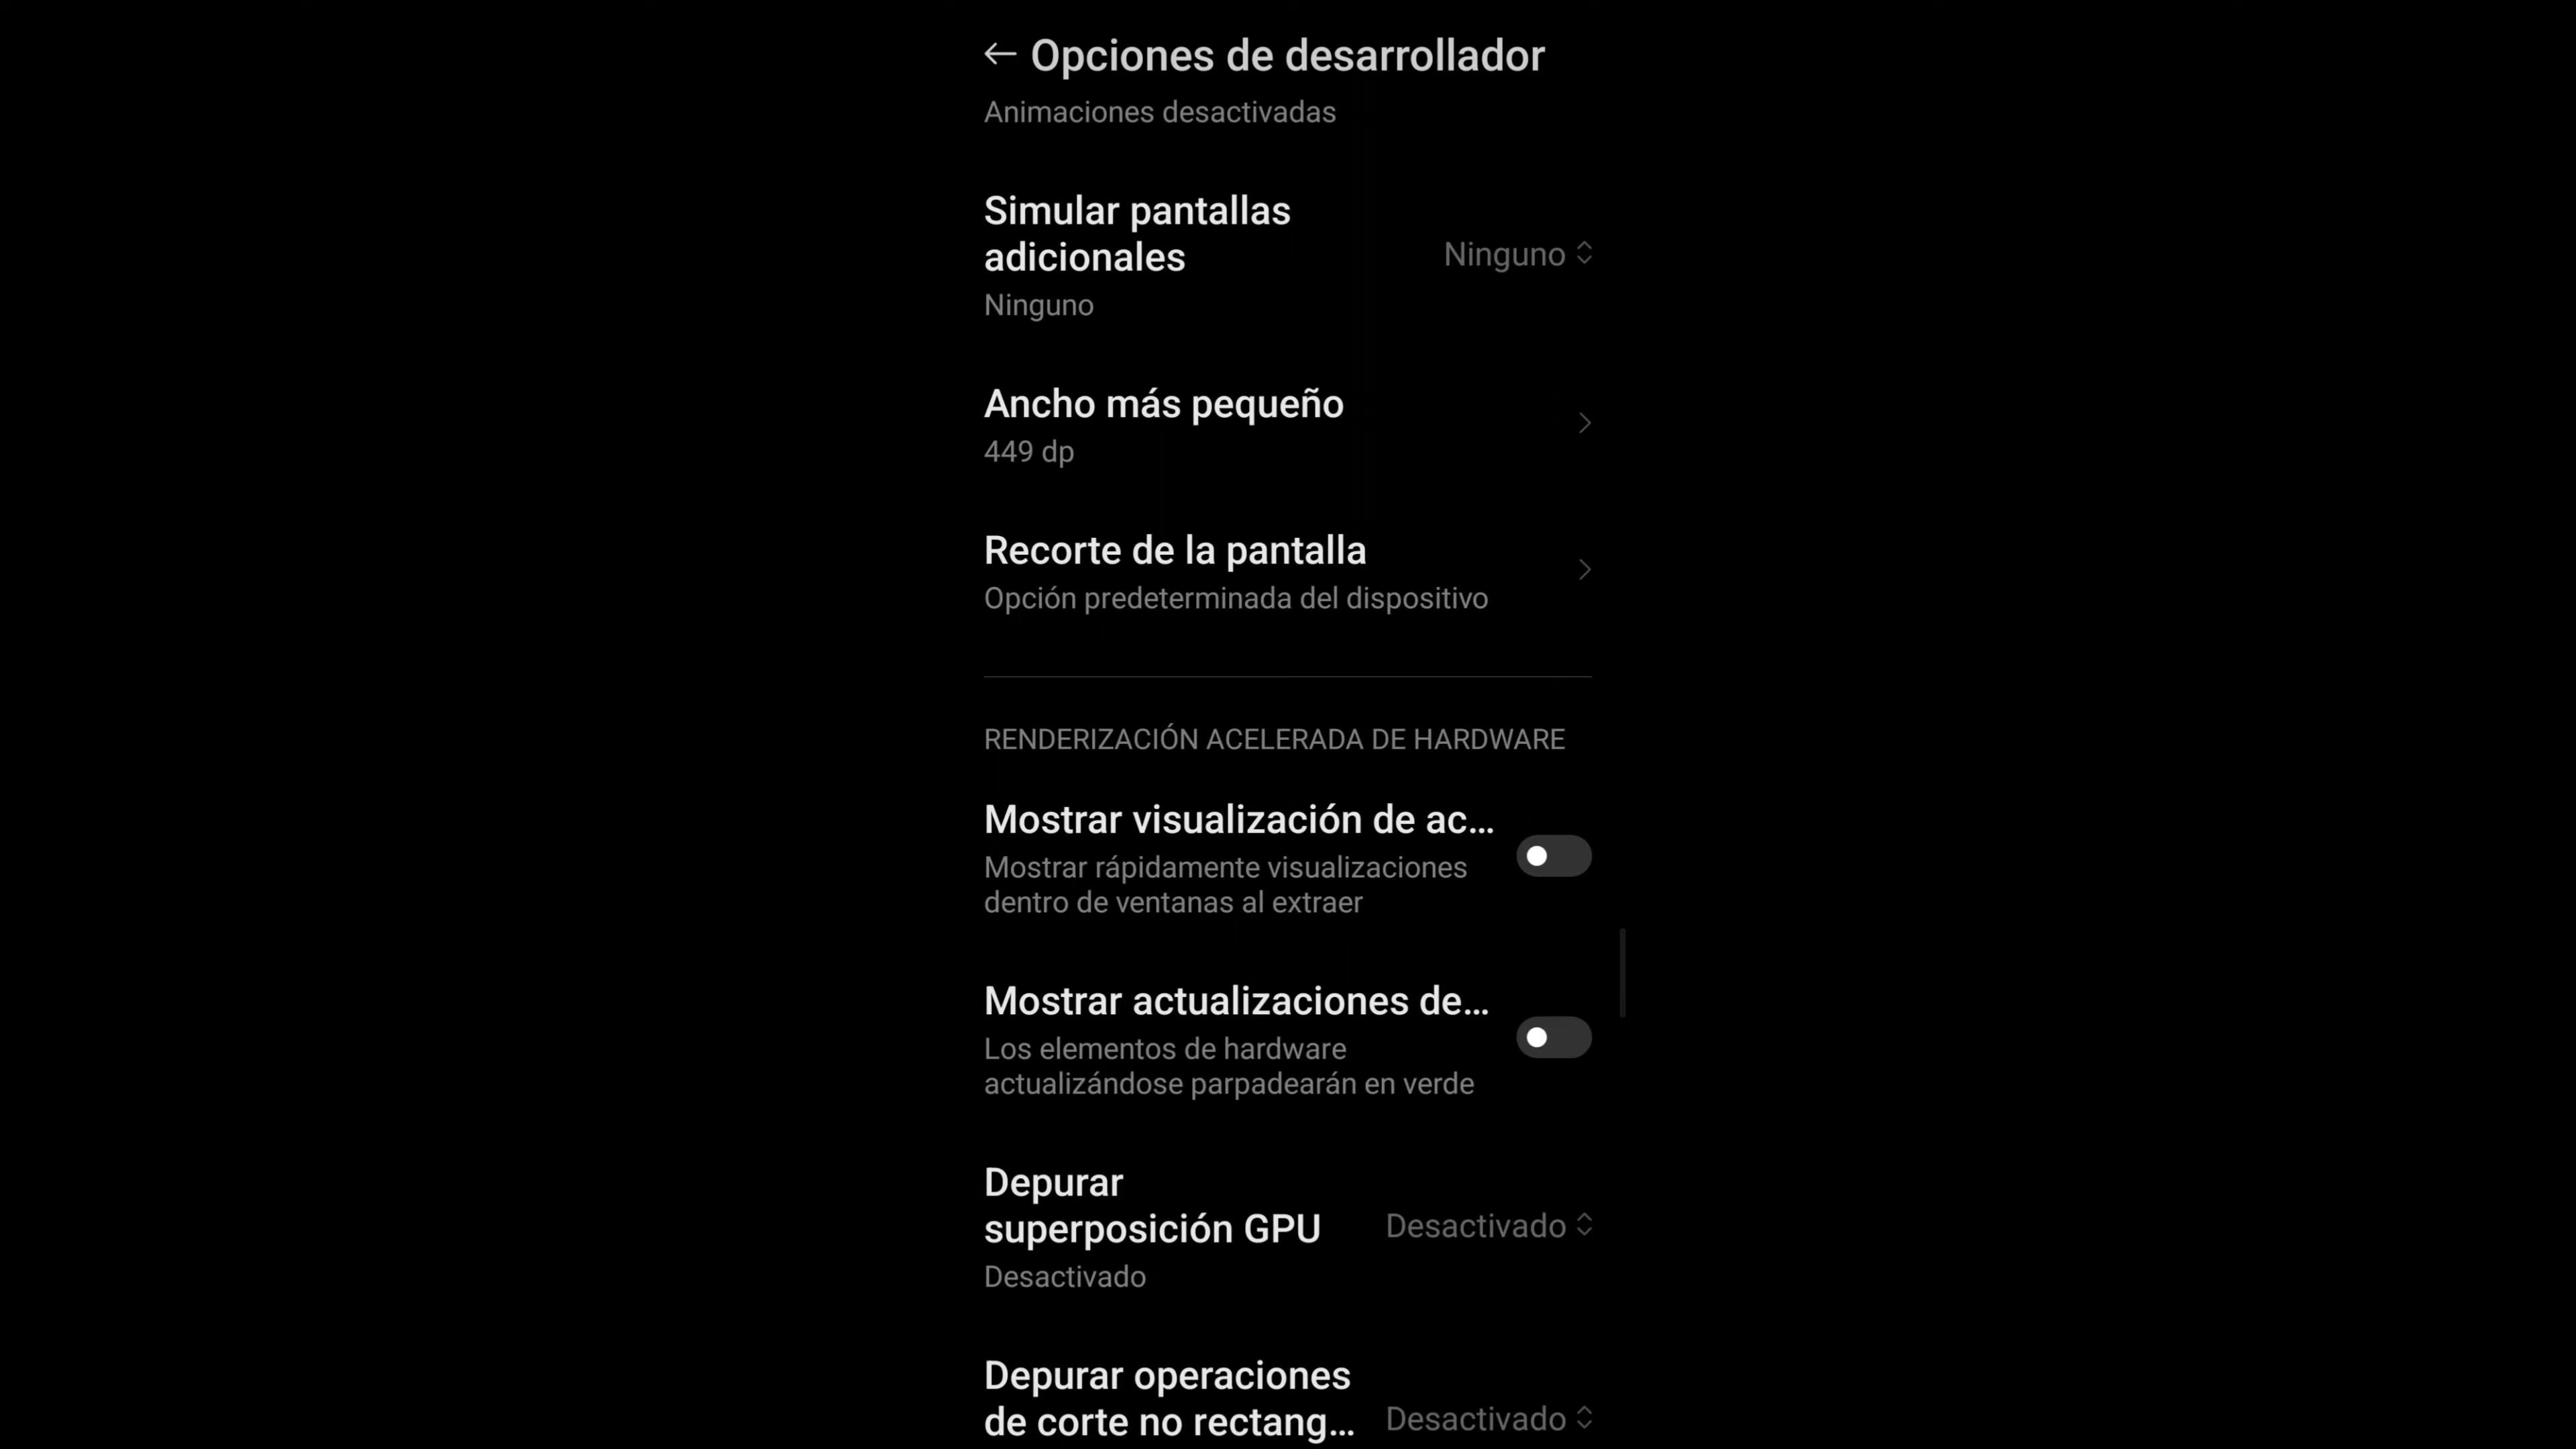 Opciones de desarrollador
Animaciones desactivadas
Simular pantallas
adicionales
Ninguno
Ninguno
Ancho más pequeño
449 dp
Recorte de la pantalla
Opción predeterminada del dispositivo
RENDERIZACIÓN ACELERADA DE HARDWARE
Mostrar visualización de ac...
Mostrar rápidamente visualizaciones
dentro de ventanas al extraer
Mostrar actualizaciones de...
Los elementos de hardware
actualizándose parpadearán en verde
Depurar
superposición GPU
Desactivado
Desactivado
Depurar operaciones
de corte no rectang...
Desactivado